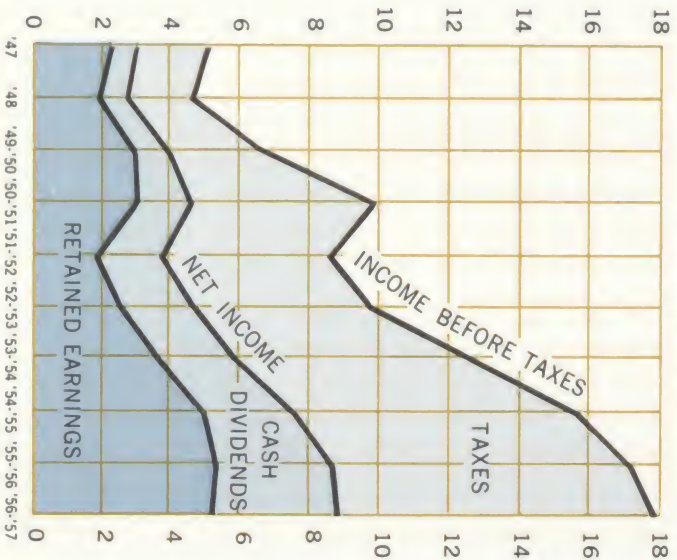 18 18
16 16
14 14
12 12
10 10
8 8
6 6
4 4
2 2
0 0
INCOME BEFORE TAXES
TAXES
NET INCOME
CASH
DIVIDENDS
RETAINED EARNINGS
'47 '48 '49-'50 '50-'51 '51-'52 '52-'53 '53-'54 '54-'55 '55-'56 '56-'57